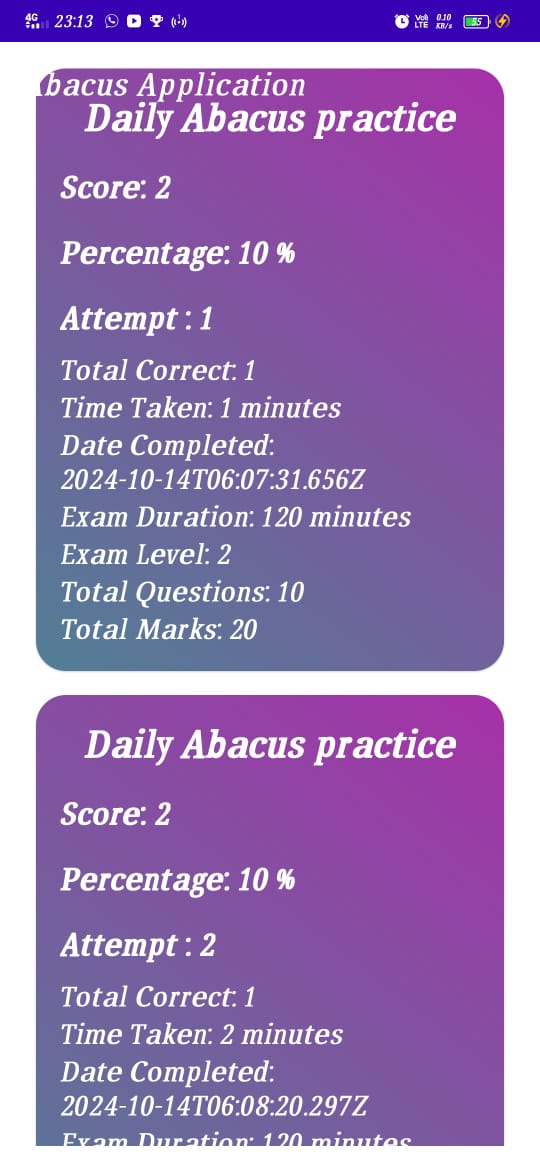 4G 23:13 Vo) LTE 0.10 KB/s 55
bacus Application
Daily Abacus practice
Score: 2
Percentage: 10 %
Attempt : 1
Total Correct: 1
Time Taken: 1 minutes
Date Completed:
2024-10-14T06:07:31.656Z
Exam Duration: 120 minutes
Exam Level: 2
Total Questions: 10
Total Marks: 20
Daily Abacus practice
Score: 2
Percentage: 10 %
Attempt : 2
Total Correct: 1
Time Taken: 2 minutes
Date Completed:
2024-10-14T06:08:20.297Z
Exam Duration: 120 minutes